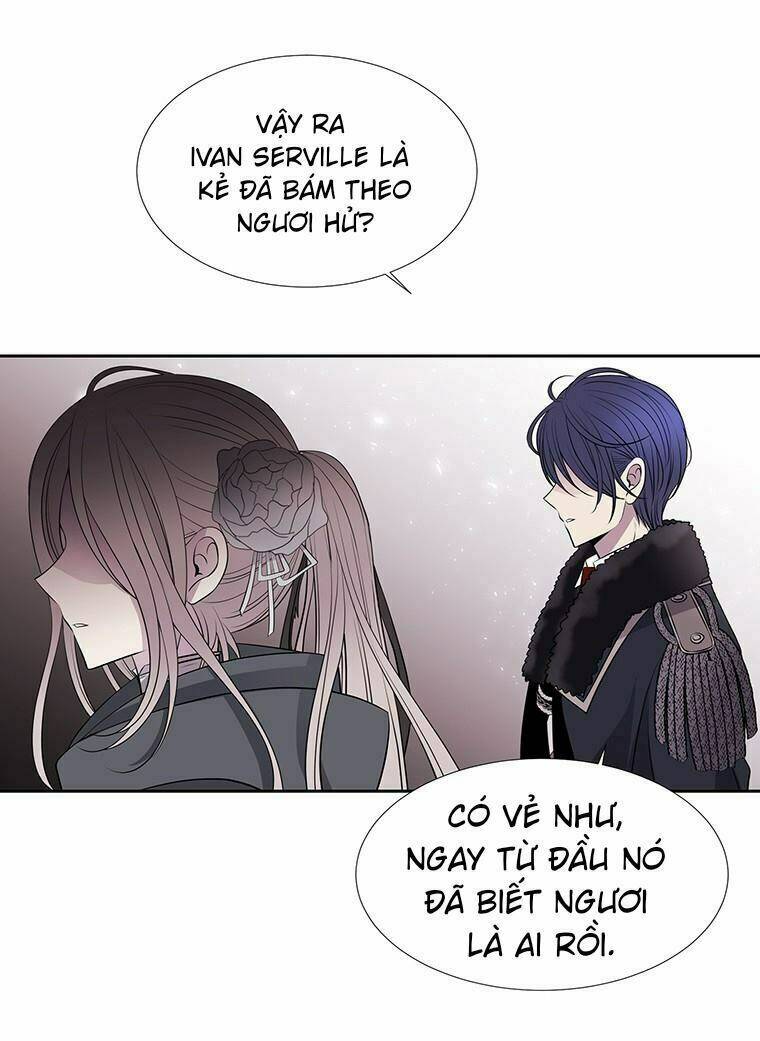 VẬY RA
IVAN SERVILLE LÀ
KẺ ĐÃ BÁM THEO
NGƯƠI HỬ?
CÓ VẺ NHƯ,
NGAY TỪ ĐẦU NÓ
ĐÃ BIẾT NGƯƠI
LÀ AI RỒI.